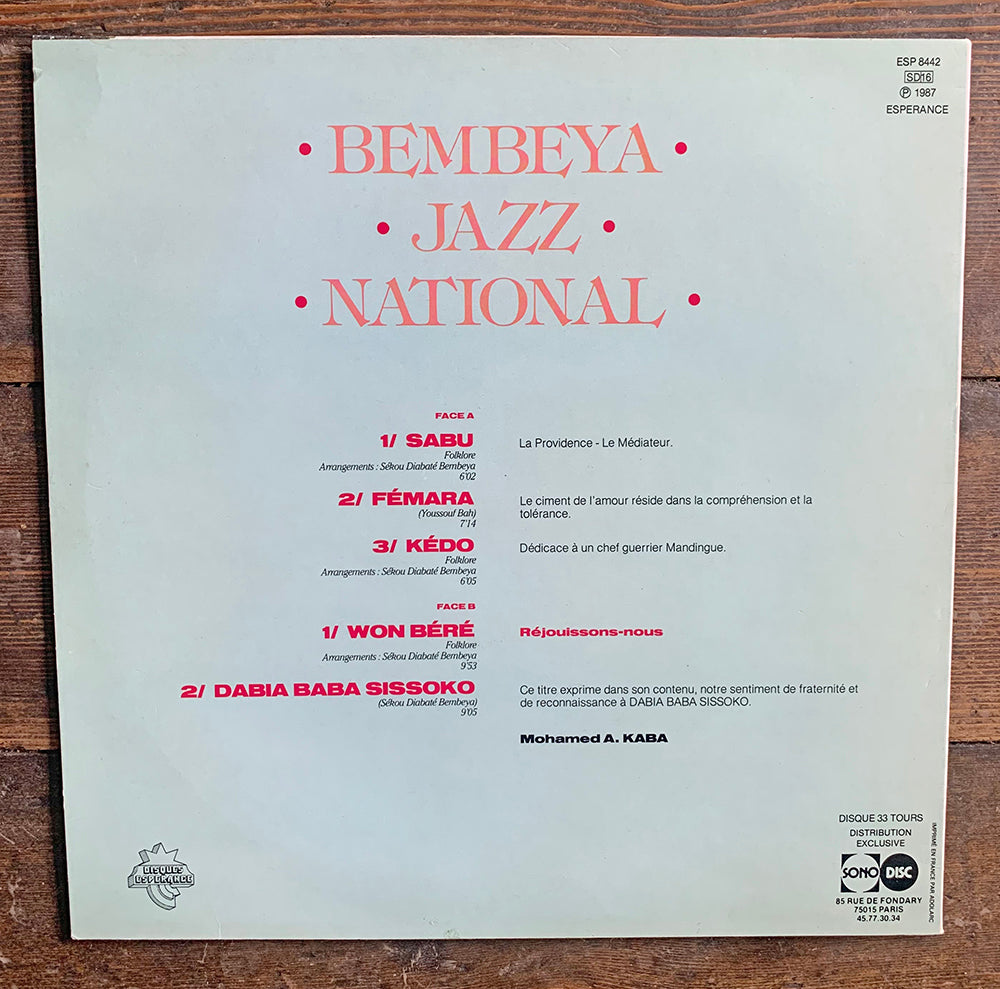 ESP 8442
SD16
Ⓟ 1987
ESPERANCE
• BEMBEYA •
• JAZZ •
• NATIONAL •
FACE A
1/ SABU
Folklore
Arrangements : Sékou Diabaté Bembeya
6'02
La Providence - Le Médiateur.
2/ FÉMARA
(Youssouf Bah)
7'14
Le ciment de l'amour réside dans la compréhension et la
tolérance.
3/ KÉDO
Folklore
Arrangements : Sékou Diabaté Bembeya
6'05
Dédicace à un chef guerrier Mandingue.
FACE B
1/ WON BÉRÉ
Folklore
Arrangements : Sékou Diabaté Bembeya
9'53
Réjouissons-nous
2/ DABIA BABA SISSOKO
(Sékou Diabaté Bembeya)
9'05
Ce titre exprime dans son contenu, notre sentiment de fraternité et
de reconnaissance à DABIA BABA SISSOKO.
Mohamed A. KABA
DISQUES
ESPERANCE
DISQUE 33 TOURS
DISTRIBUTION
EXCLUSIVE
SONO DISC
85 RUE DE FONDARY
75015 PARIS
45.77.30.34
IMPRIMÉ EN FRANCE PAR ADOLARC